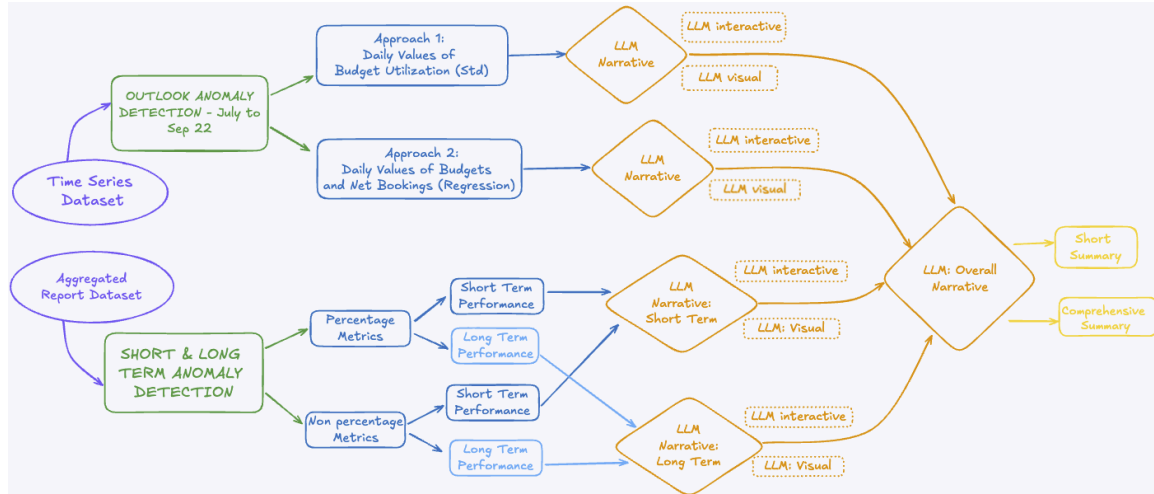 Time Series
Dataset
OUTLOOK ANOMALY
DETECTION - July to
Sep 22
Approach 1:
Daily Values of
Budget Utilization (Std)
LLM
Narrative
LLM interactive
LLM visual
Approach 2:
Daily Values of Budgets
and Net Bookings (Regression)
LLM
Narrative
LLM interactive
LLM visual
Aggregated
Report Dataset
SHORT & LONG
TERM ANOMALY
DETECTION
Percentage
Metrics
Short Term
Performance
Long Term
Performance
Non percentage
Metrics
Short Term
Performance
Long Term
Performance
LLM
Narrative:
Short Term
LLM interactive
LLM: Visual
LLM
Narrative:
Long Term
LLM interactive
LLM: Visual
LLM: Overall
Narrative
Short
Summary
Comprehensive
Summary